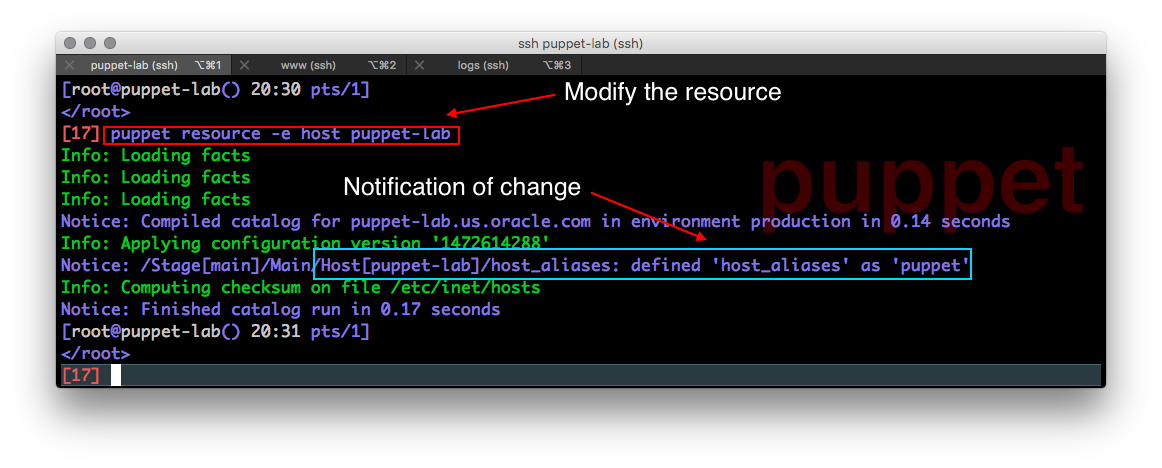 ssh puppet-lab (ssh)
puppet-lab (ssh) ⌥⌘1 www (ssh) ⌥⌘2 logs (ssh) ⌥⌘3
[root@puppet-lab() 20:30 pts/1]
Modify the resource
</root>
[17] puppet resource -e host puppet-lab
Info: Loading facts
Info: Loading facts
Notification of change
Info: Loading facts
puppet
Notice: Compiled catalog for puppet-lab.us.oracle.com in environment production in 0.14 seconds
Info: Applying configuration version '1472614288'
Notice: /Stage[main]/Main/Host[puppet-lab]/host_aliases: defined 'host_aliases' as 'puppet'
Info: Computing checksum on file /etc/inet/hosts
Notice: Finished catalog run in 0.17 seconds
[root@puppet-lab() 20:31 pts/1]
</root>
[17]